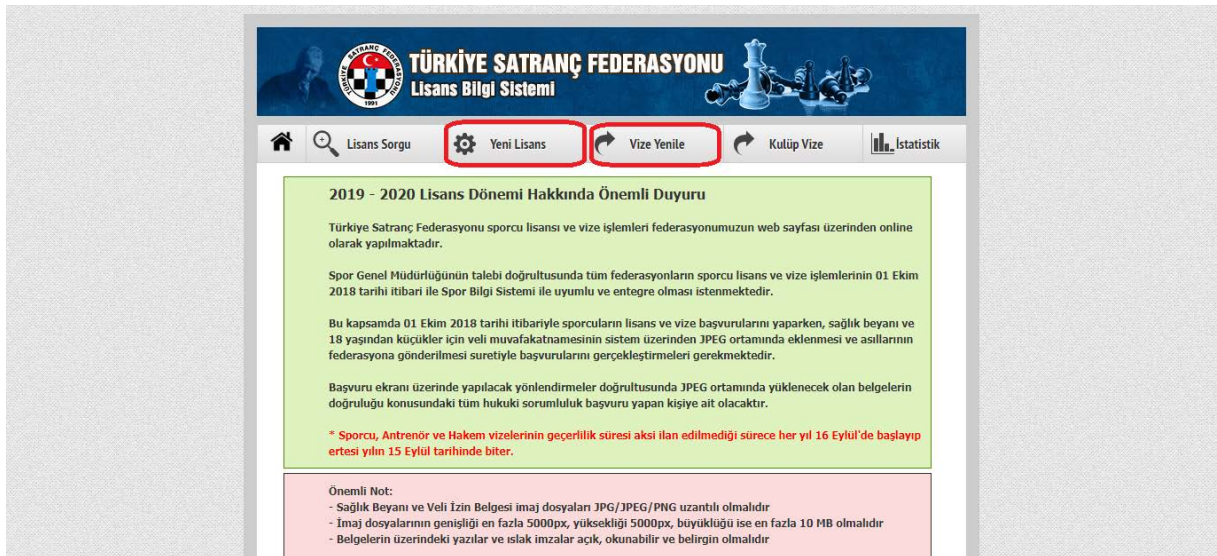 TÜRKİYE SATRANÇ FEDERASYONU
Lisans Bilgi Sistemi
TÜRKİYE SATRANÇ FEDERASYONU
1991
Lisans Sorgu
Yeni Lisans
Vize Yenile
Kulüp Vize
İstatistik
2019 - 2020 Lisans Dönemi Hakkında Önemli Duyuru
Türkiye Satranç Federasyonu sporcu lisansı ve vize işlemleri federasyonumuzun web sayfası üzerinden online
olarak yapılmaktadır.
Spor Genel Müdürlüğünün talebi doğrultusunda tüm federasyonların sporcu lisans ve vize işlemlerinin 01 Ekim
2018 tarihi itibari ile Spor Bilgi Sistemi ile uyumlu ve entegre olması istenmektedir.
Bu kapsamda 01 Ekim 2018 tarihi itibariyle sporcuların lisans ve vize başvurularını yaparken, sağlık beyanı ve
18 yaşından küçükler için veli muvafakatnamesinin sistem üzerinden JPEG ortamında eklenmesi ve asıllarının
federasyona gönderilmesi suretiyle başvurularını gerçekleştirmeleri gerekmektedir.
Başvuru ekranı üzerinde yapılacak yönlendirmeler doğrultusunda JPEG ortamında yüklenecek olan belgelerin
doğruluğu konusundaki tüm hukuki sorumluluk başvuru yapan kişiye ait olacaktır.
* Sporcu, Antrenör ve Hakem vizelerinin geçerlilik süresi aksi ilan edilmediği sürece her yıl 16 Eylül'de başlayıp
ertesi yılın 15 Eylül tarihinde biter.
Önemli Not:
- Sağlık Beyanı ve Veli İzin Belgesi imaj dosyaları JPG/JPEG/PNG uzantılı olmalıdır
- İmaj dosyalarının genişliği en fazla 5000px, yüksekliği 5000px, büyüklüğü ise en fazla 10 MB olmalıdır
- Belgelerin üzerindeki yazılar ve ıslak imzalar açık, okunabilir ve belirgin olmalıdır